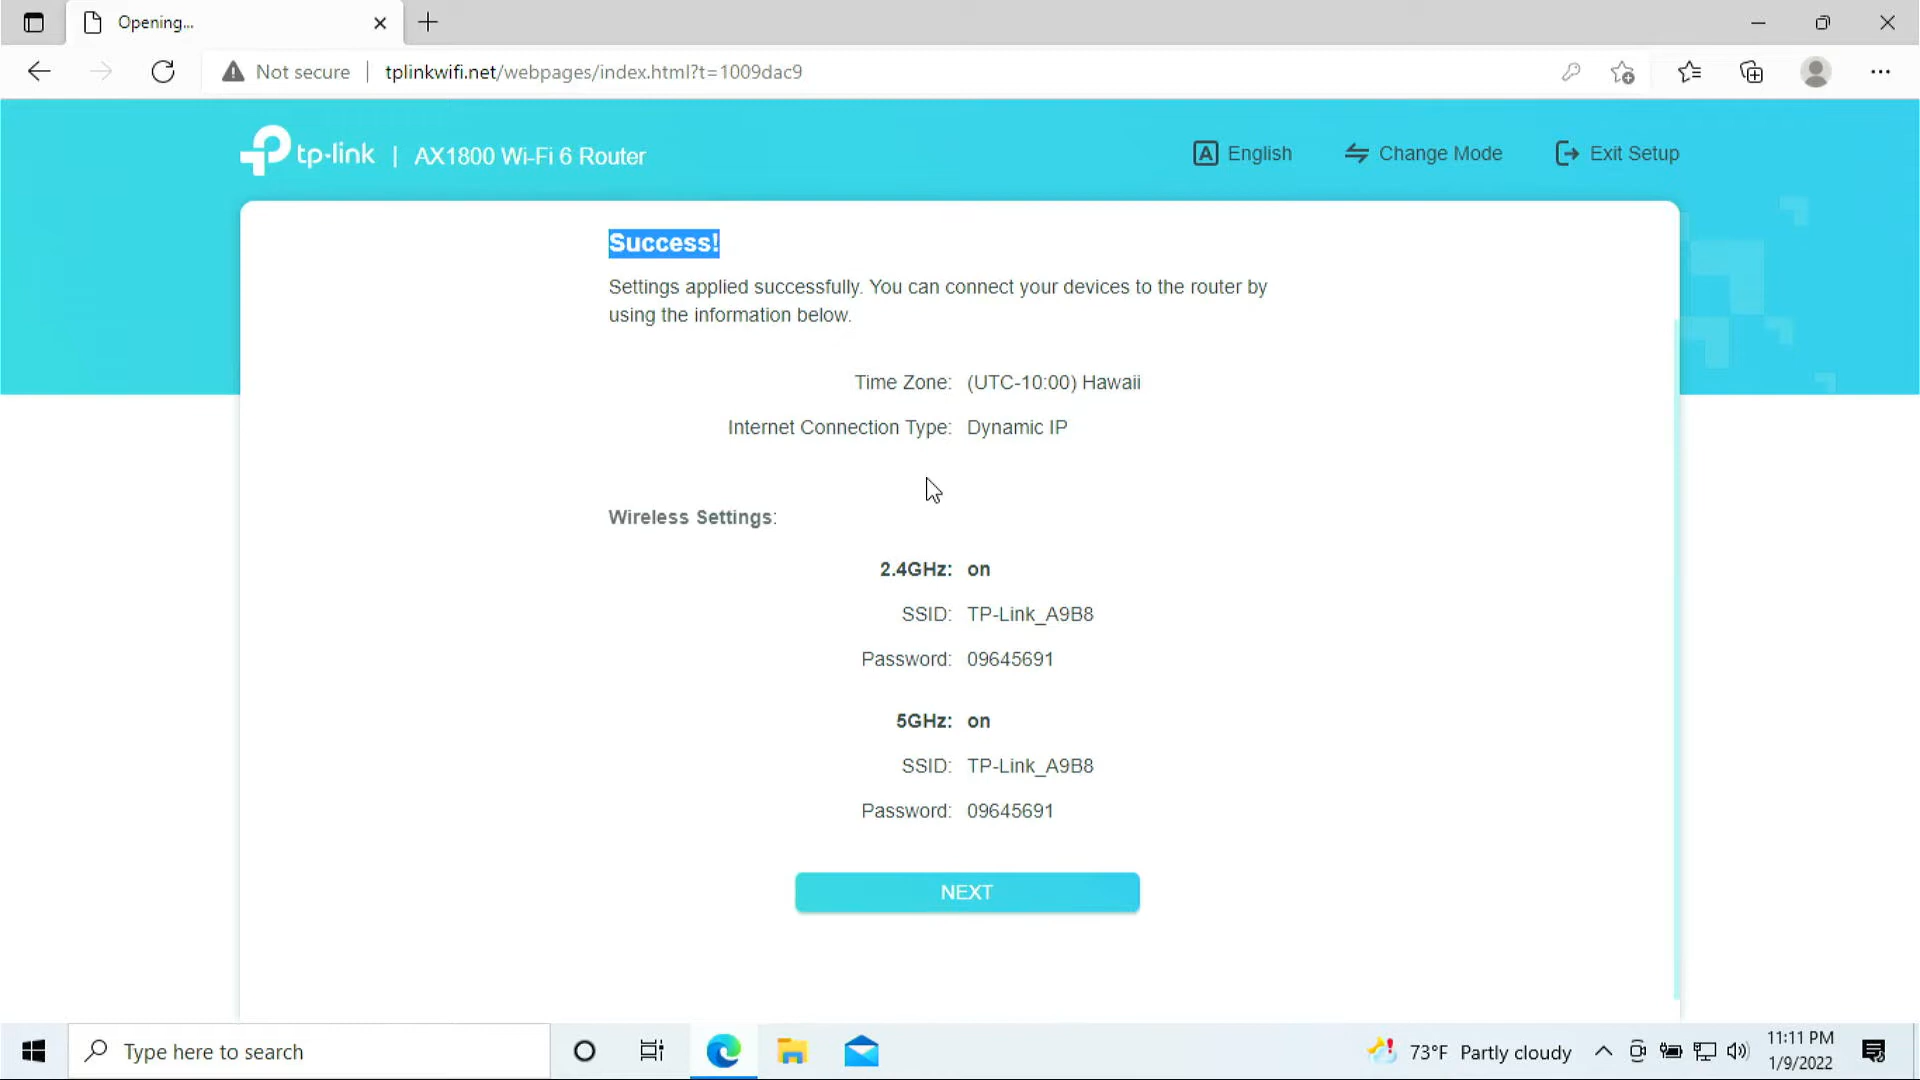 Opening...
Not secure | tplinkwifi.net/webpages/index.html?t=1009dac9
tp-link | AX1800 Wi-Fi 6 Router
A English
Change Mode
Exit Setup
Success!
Settings applied successfully. You can connect your devices to the router by
using the information below.
Time Zone: (UTC-10:00) Hawaii
Internet Connection Type: Dynamic IP
Wireless Settings:
2.4GHz: on
SSID: TP-Link_A9B8
Password: 09645691
5GHz: on
SSID: TP-Link_A9B8
Password: 09645691
NEXT
Type here to search
73°F Partly cloudy
11:11 PM
1/9/2022